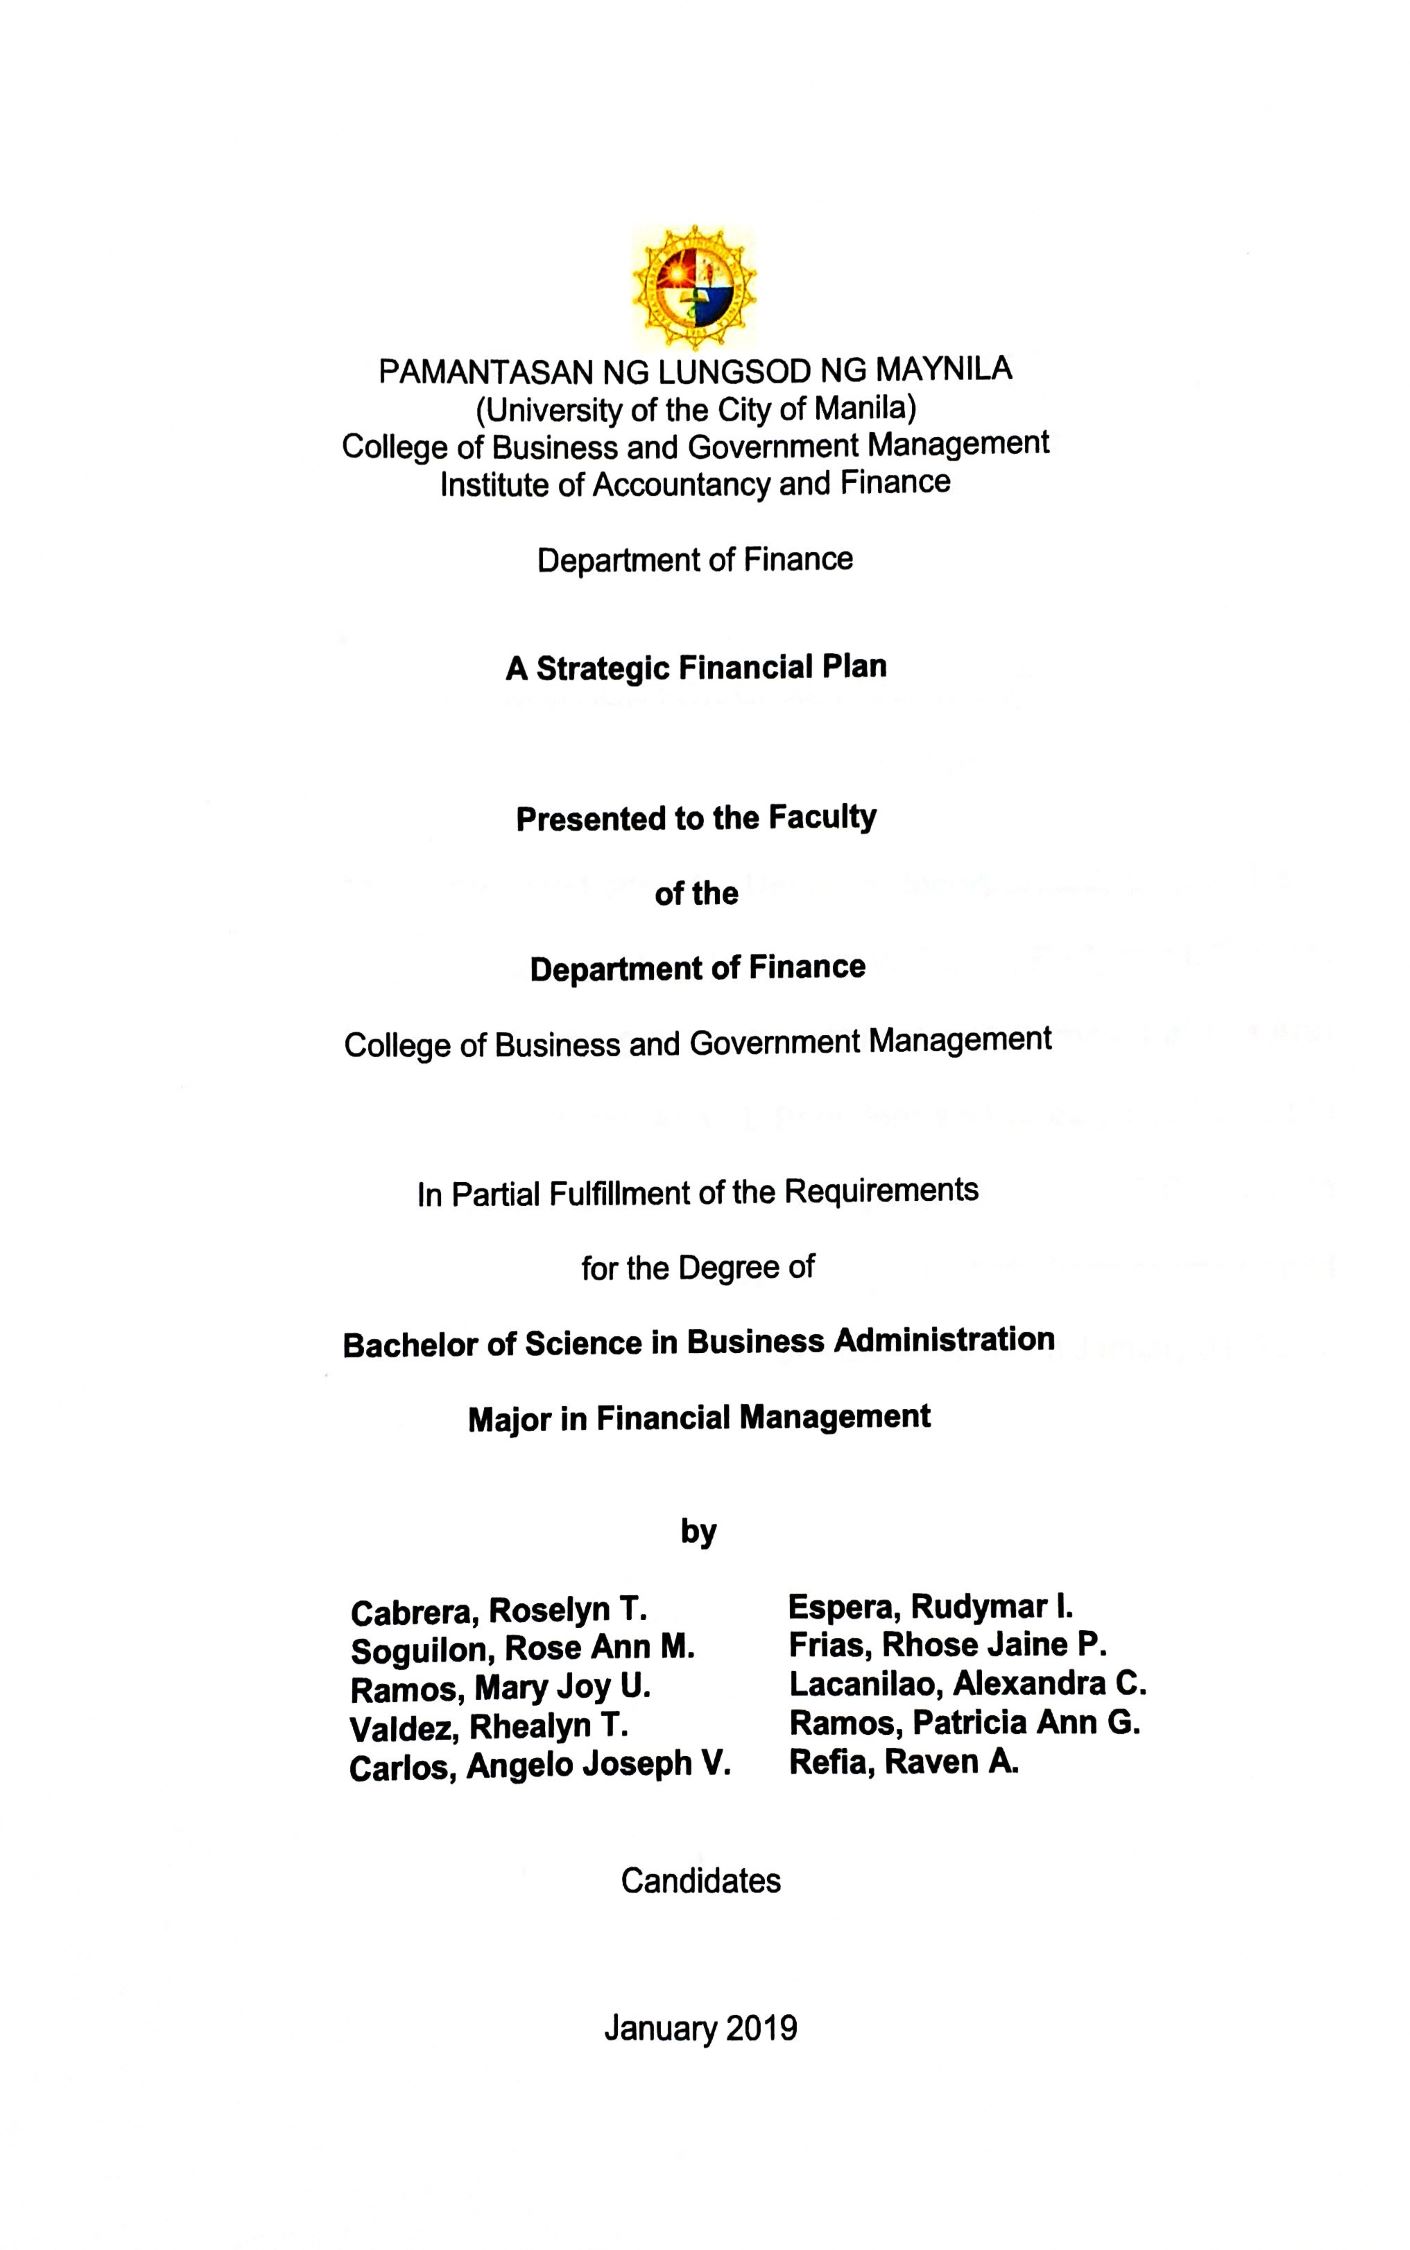 PAMANTASAN NG LUNGSOD NG MAYNILA
(University of the City of Manila)
College of Business and Government Management
Institute of Accountancy and Finance
Department of Finance
A Strategic Financial Plan
Presented to the Faculty
of the
Department of Finance
College of Business and Government Management
In Partial Fulfillment of the Requirements
for the Degree of
Bachelor of Science in Business Administration
Major in Financial Management
by
Cabrera, Roselyn T.
Soguilon, Rose Ann M.
Ramos, Mary Joy U.
Valdez, Rhealyn T.
Carlos, Angelo Joseph V.
Espera, Rudymar I.
Frias, Rhose Jaine P.
Lacanilao, Alexandra C.
Ramos, Patricia Ann G.
Refia, Raven A.
Candidates
January 2019